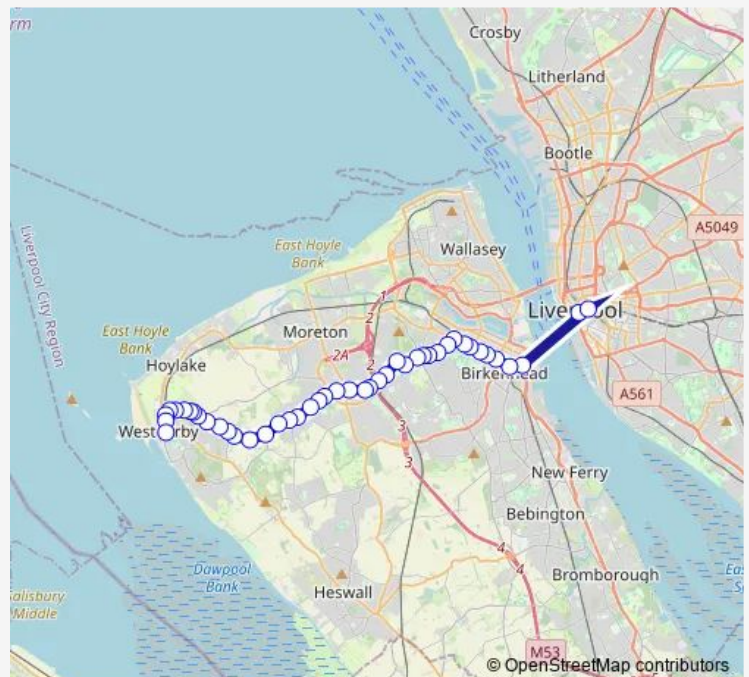 rm
Crosby
Litherland
Bootle
A5049
Liverpool City Region
East Hoyle
Bank
Wallasey
1
2
Moreton
2A
2
East Hoyle
Bank
Hoylake
Liverpool
Birkenhead
A561
West Kirby
3
3
New Ferry
Bebington
4
4
Dawpool
Bank
Heswall
Bromborough
Salisbury
Middle
M53
© OpenStreetMap contributors